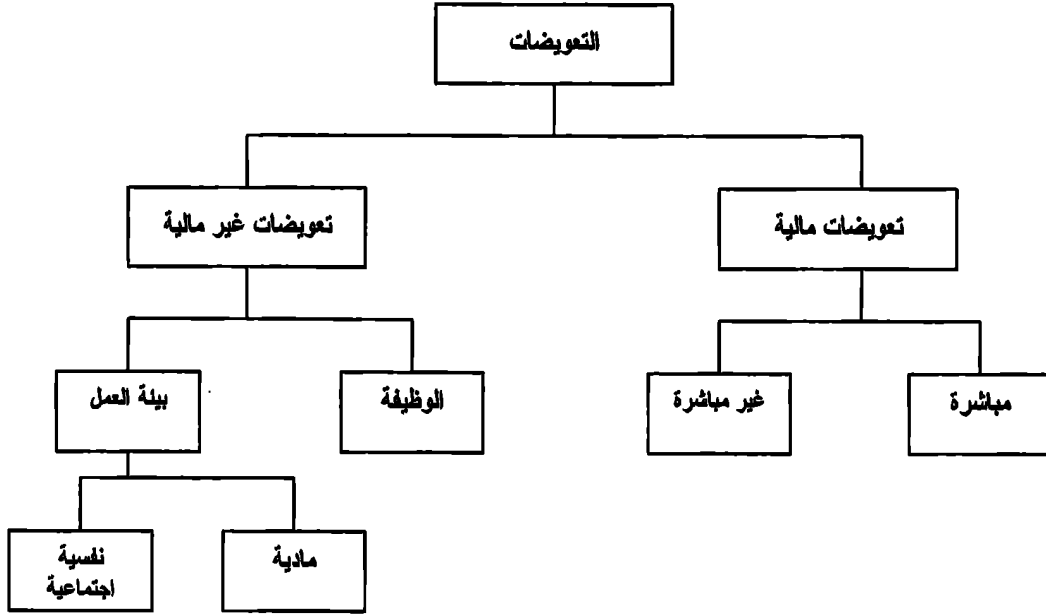 التعويضات
تعويضات مالية
تعويضات غير مالية
مباشرة
غير مباشرة
الوظيفة
بيئة العمل
مادية
نفسية
اجتماعية